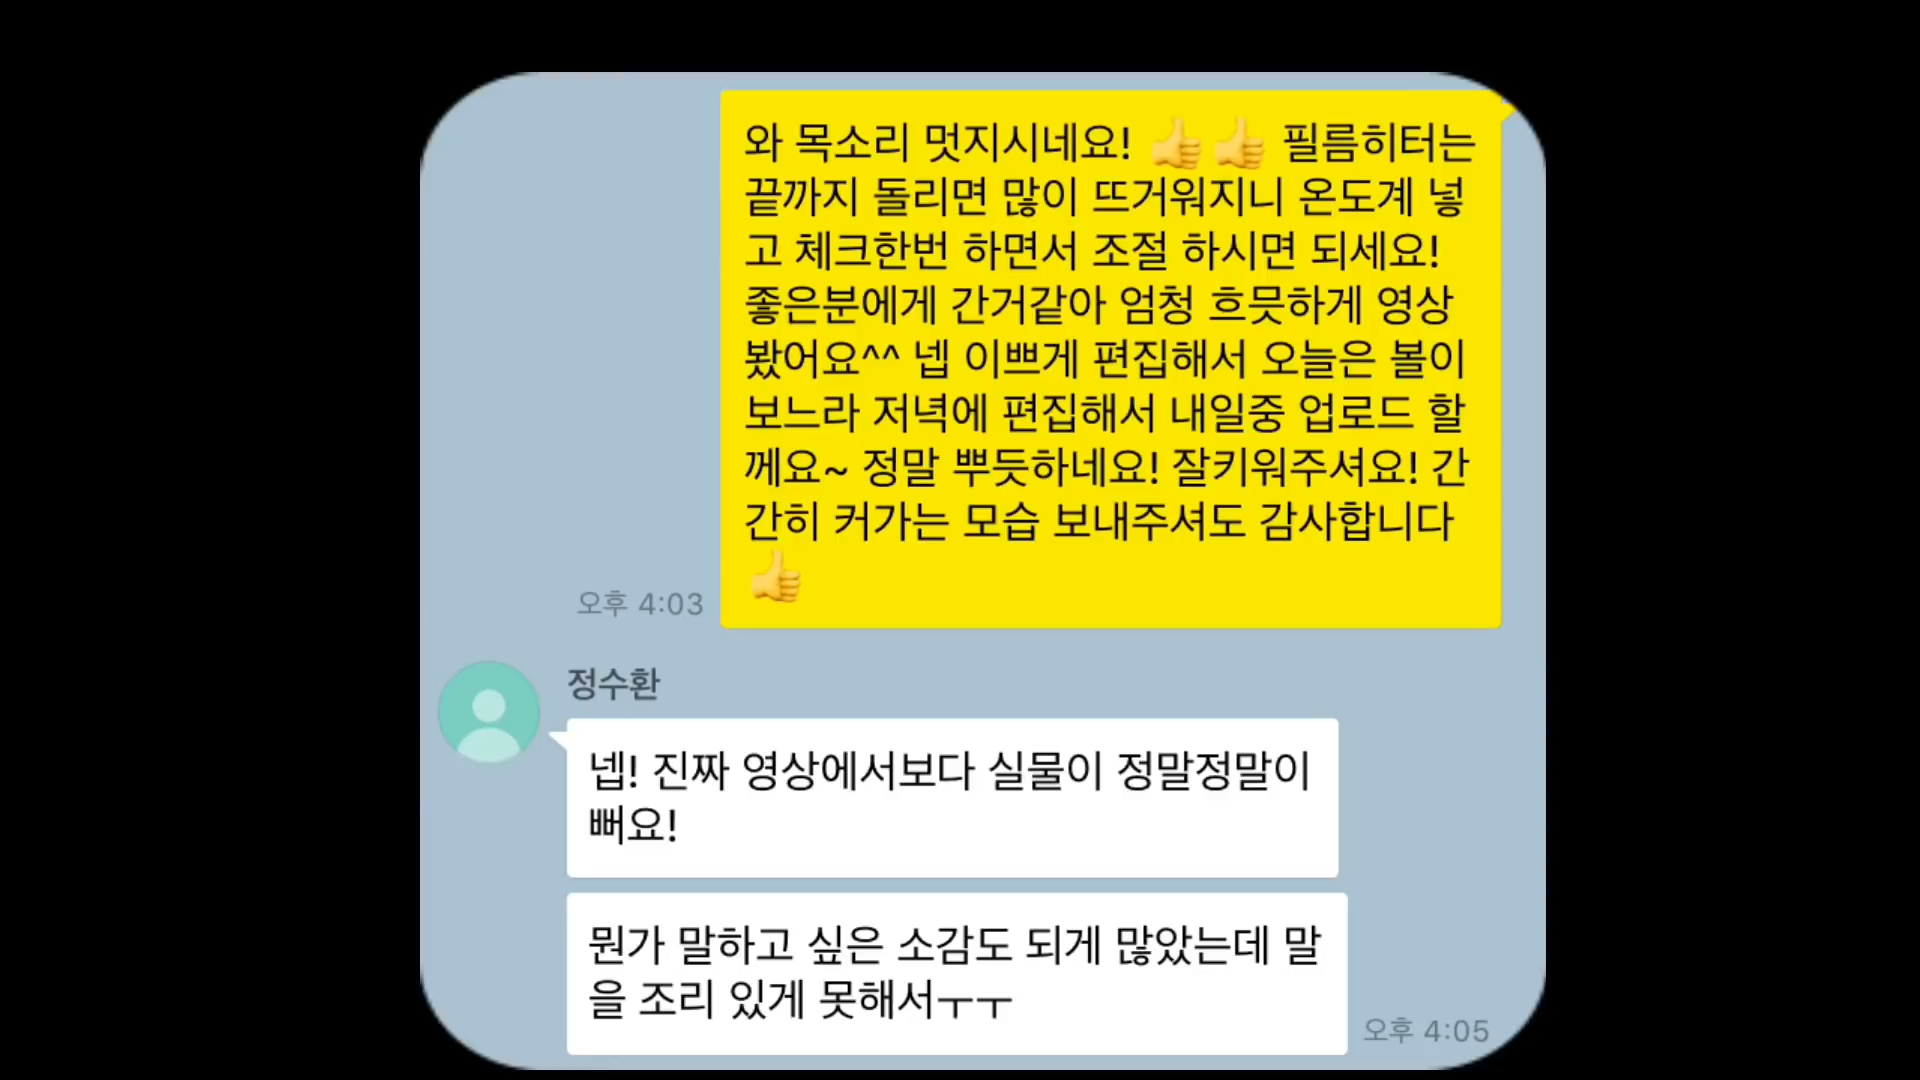 와 목소리 멋지시네요! 👍👍 필름히터는
끝까지 돌리면 많이 뜨거워지니 온도계 넣
고 체크한번 하면서 조절 하시면 되세요!
좋은분에게 간거같아 엄청 흐믓하게 영상
봤어요^^ 넵 이쁘게 편집해서 오늘은 볼이
보느라 저녁에 편집해서 내일중 업로드 할
께요~ 정말 뿌듯하네요! 잘키워주셔요! 간
간히 커가는 모습 보내주셔도 감사합니다
👍
오후 4:03
정수환
넵! 진짜 영상에서보다 실물이 정말정말이
뻐요!
뭔가 말하고 싶은 소감도 되게 많았는데 말
을 조리 있게 못해서ㅜㅜ
오후 4:05